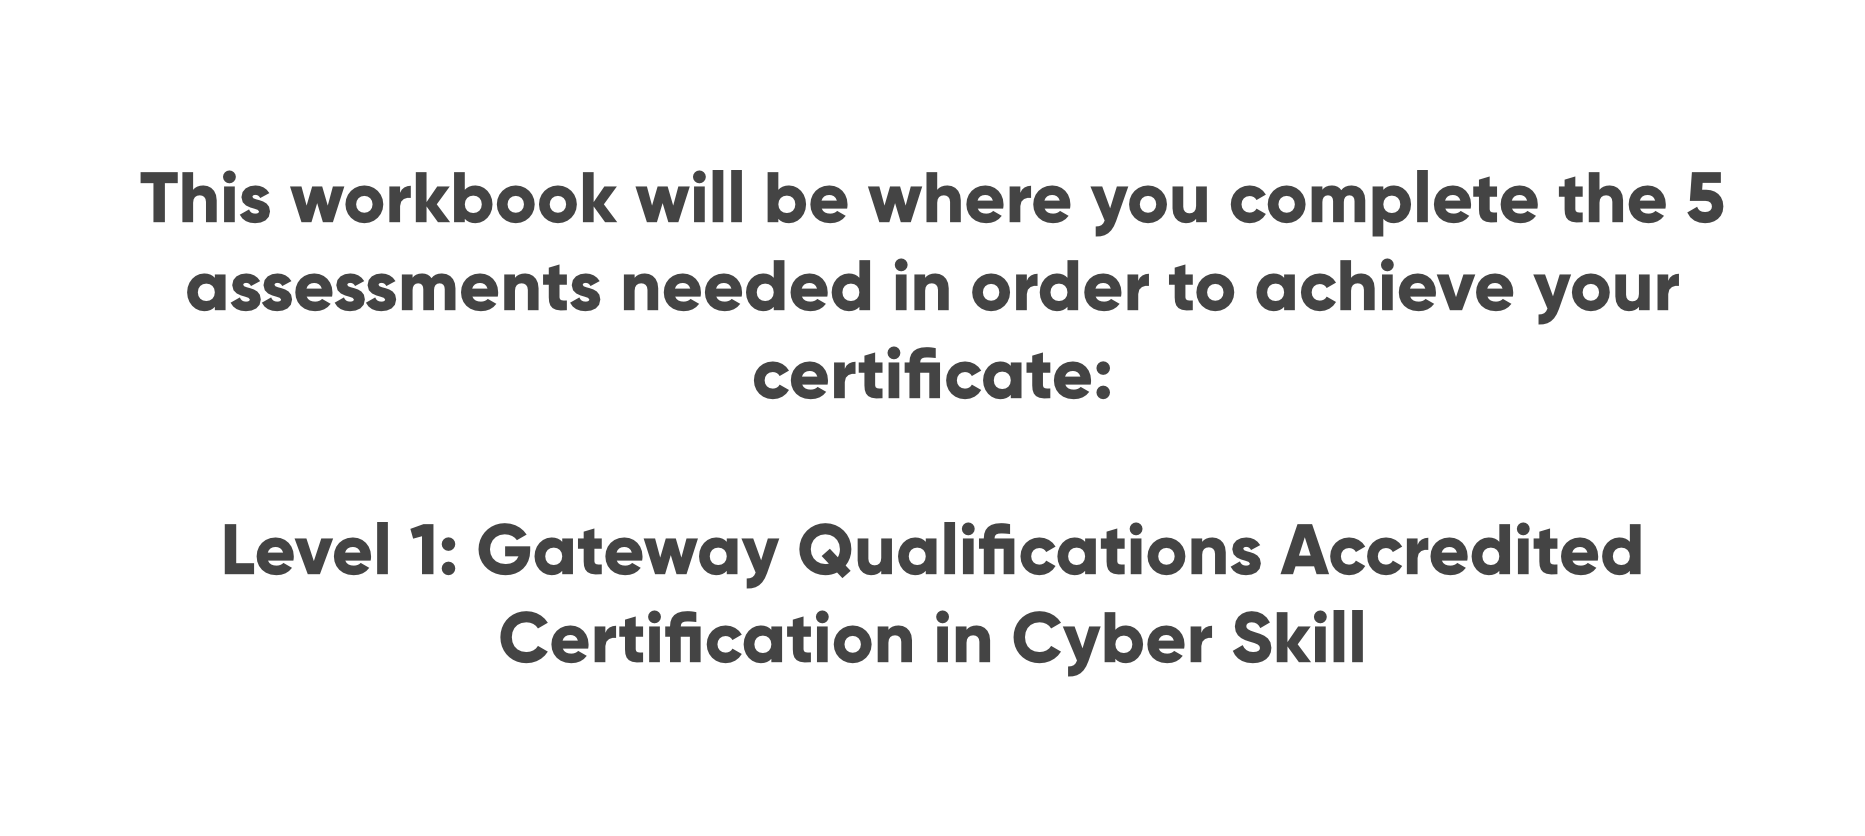 This workbook will be where you complete the 5
assessments needed in order to achieve your
certificate:
Level 1: Gateway Qualifications Accredited
Certification in Cyber Skill